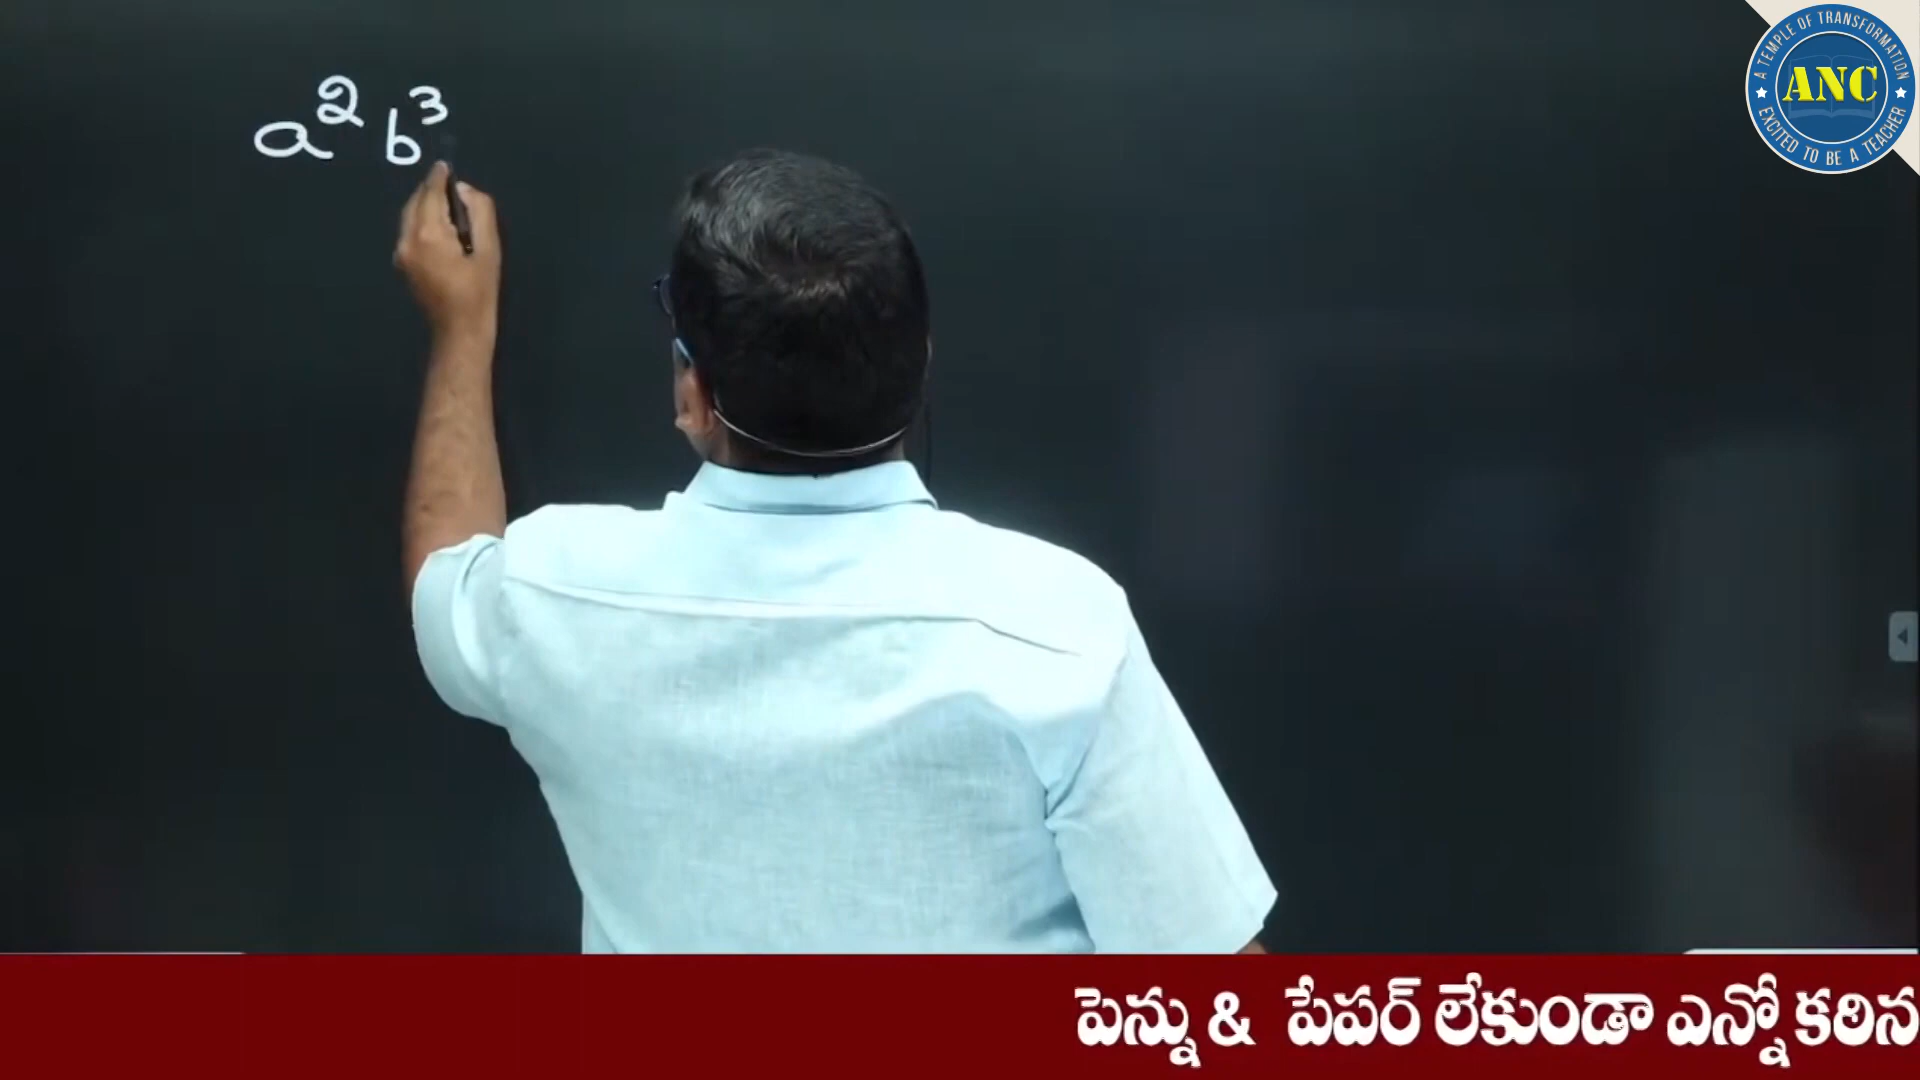 a² b³
A TEMPLE OF TRANSFORMATION
ANC
EXCITED TO BE A TEACHER
పెన్ను & పేపర్ లేకుండా ఎన్నో కఠిన